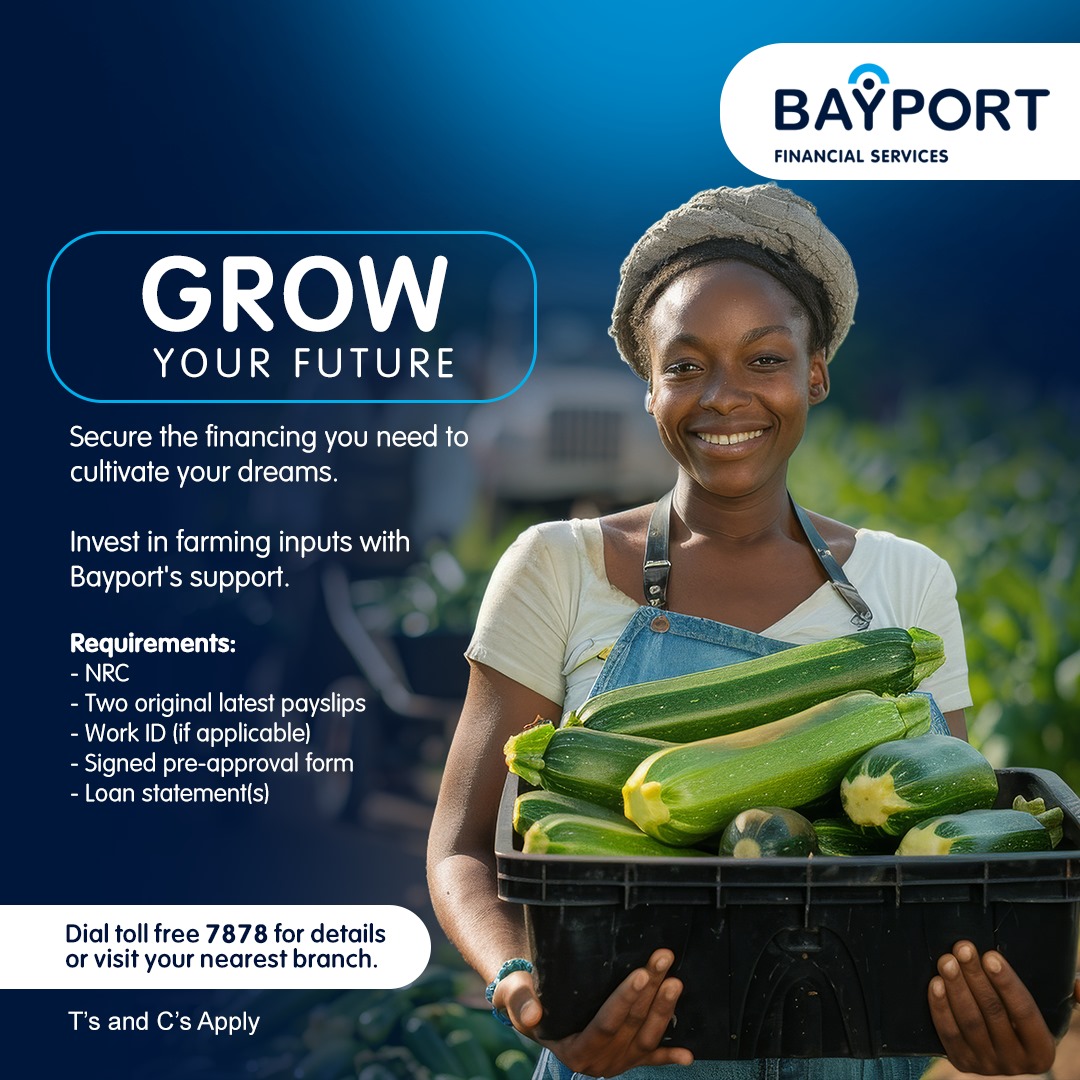 BAYPORT
FINANCIAL SERVICES
GROW
YOUR FUTURE
Secure the financing you need to
cultivate your dreams.
Invest in farming inputs with
Bayport's support.
Requirements:
- NRC
- Two original latest payslips
- Work ID (if applicable)
- Signed pre-approval form
- Loan statement(s)
Dial toll free 7878 for details
or visit your nearest branch.
T's and C's Apply